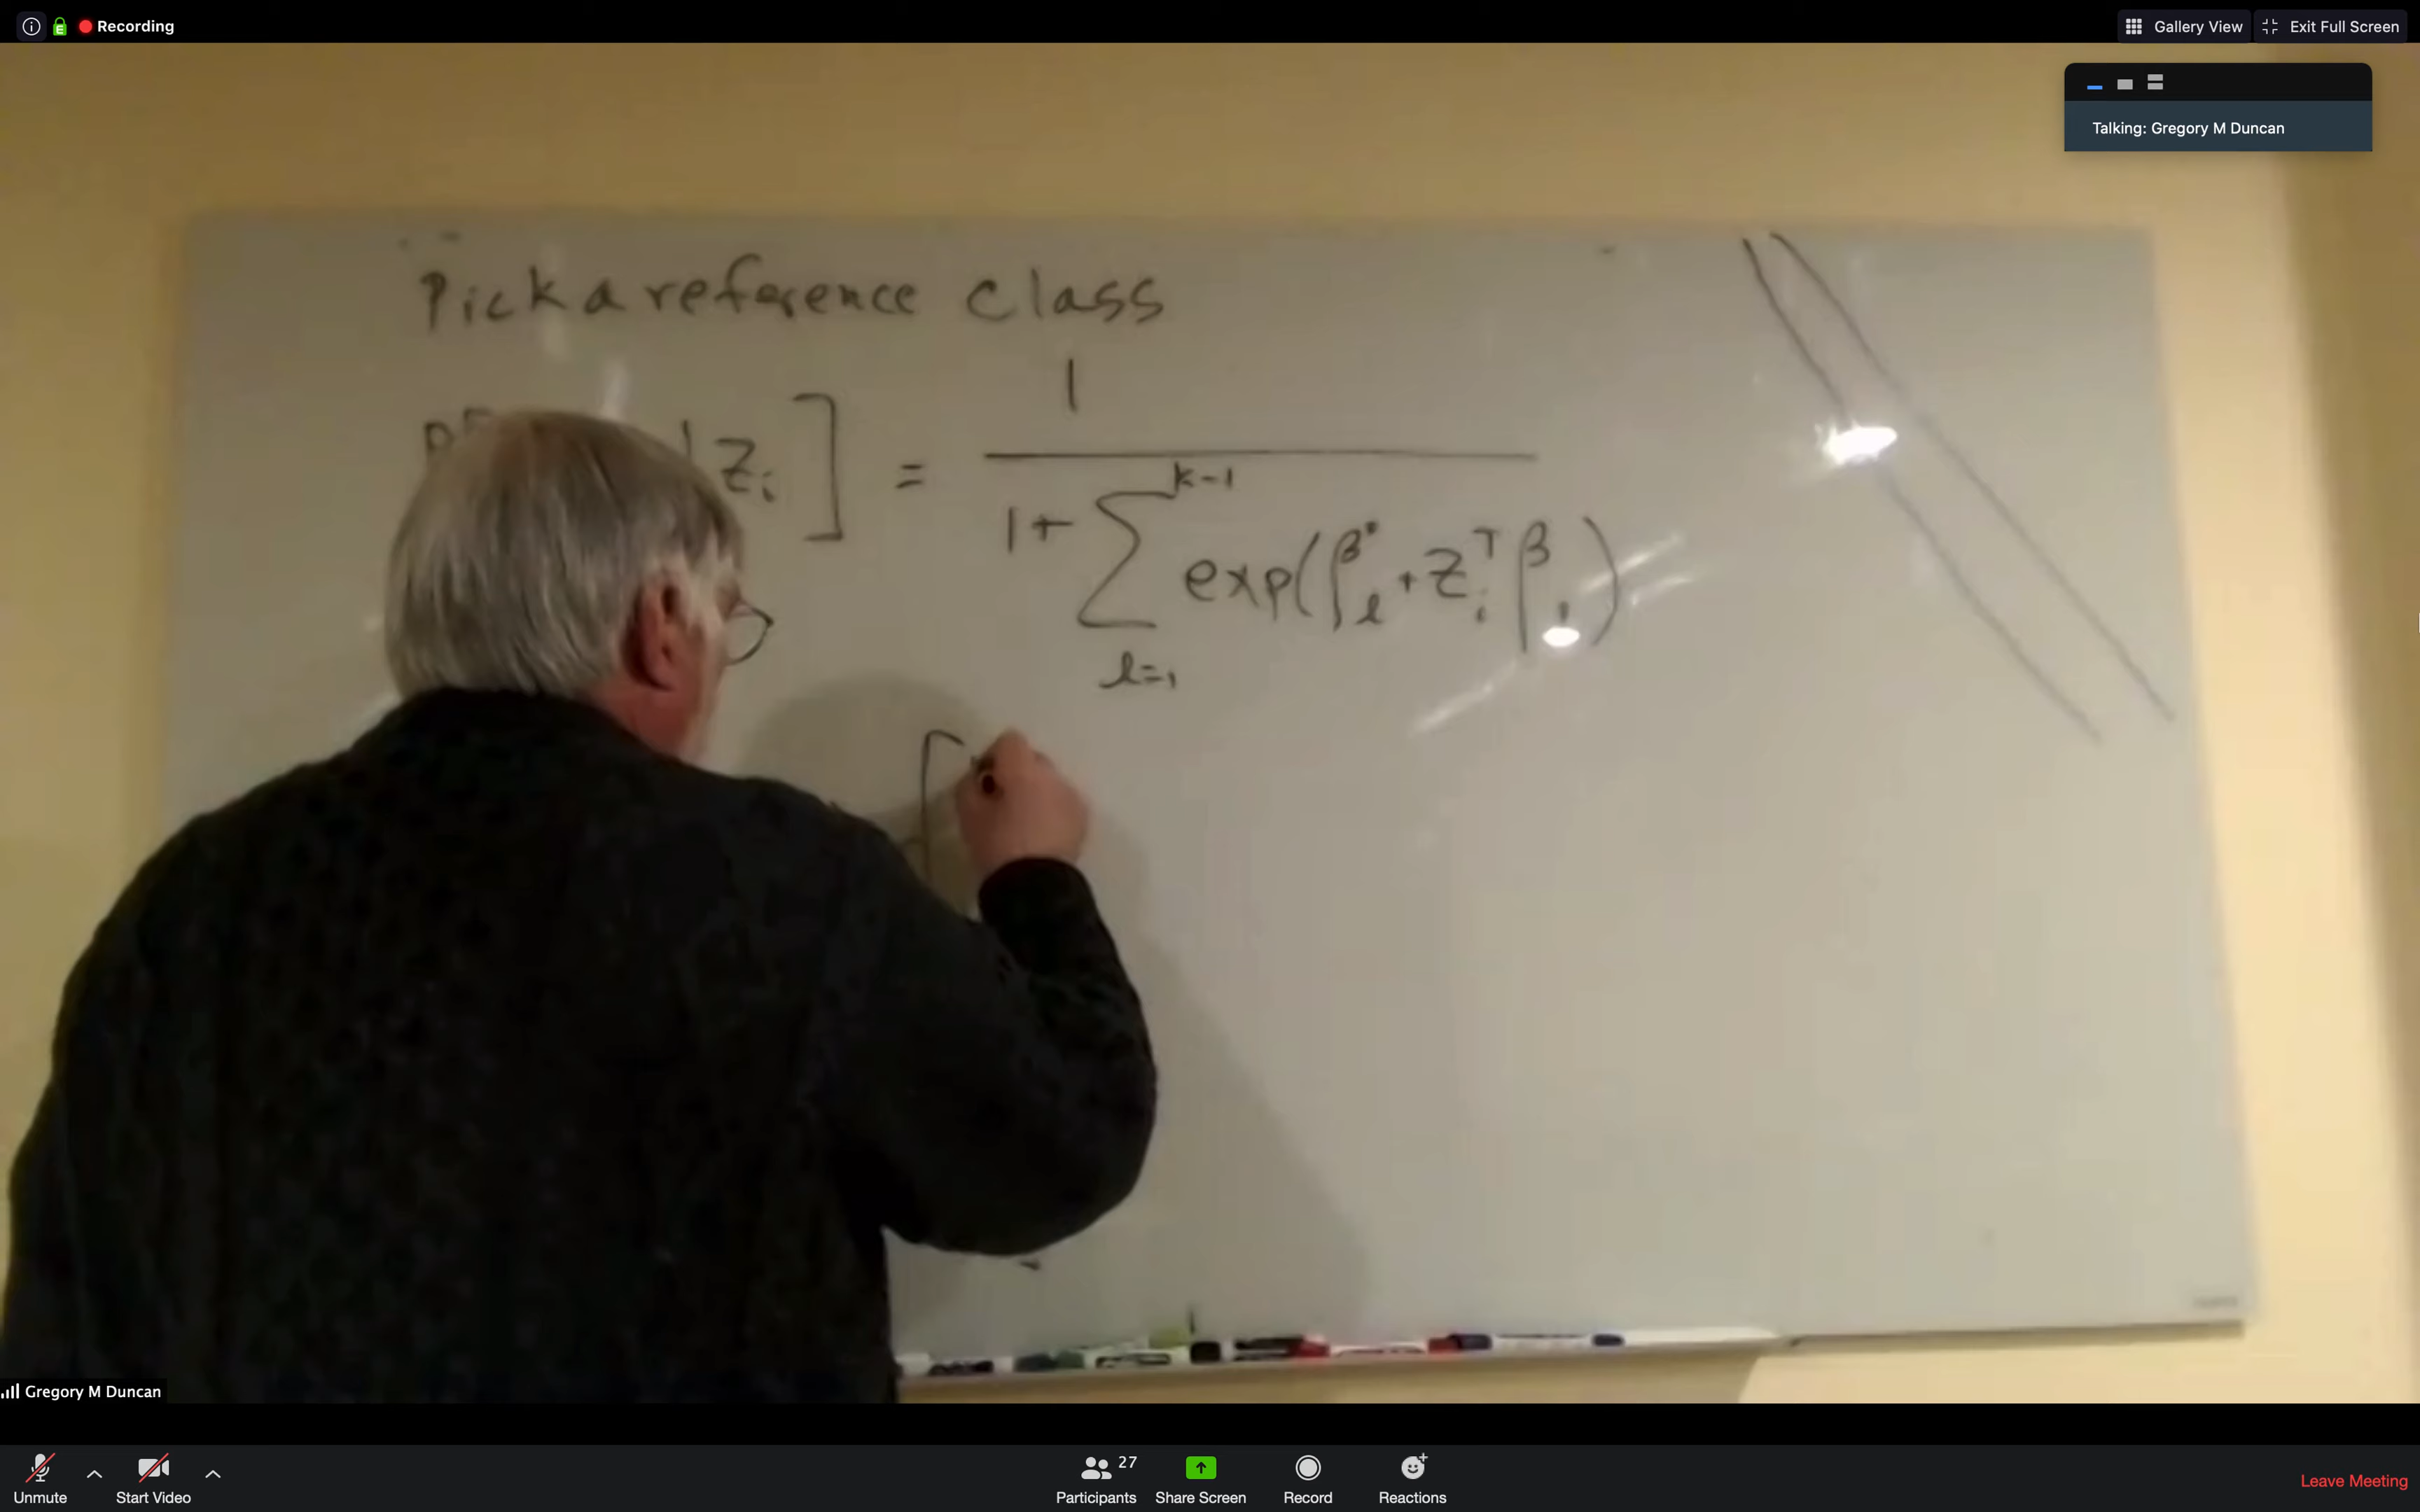 Recording
Gallery View
Exit Full Screen
Talking: Gregory M Duncan
Pick a reference class
1
| Zᵢ ] =
k-1
1 + ∑ exp(β°ₗ + Zᵢᵀ β )
l=1
Gregory M Duncan
Unmute
Start Video
27
Participants
Share Screen
Record
Reactions
Leave Meeting